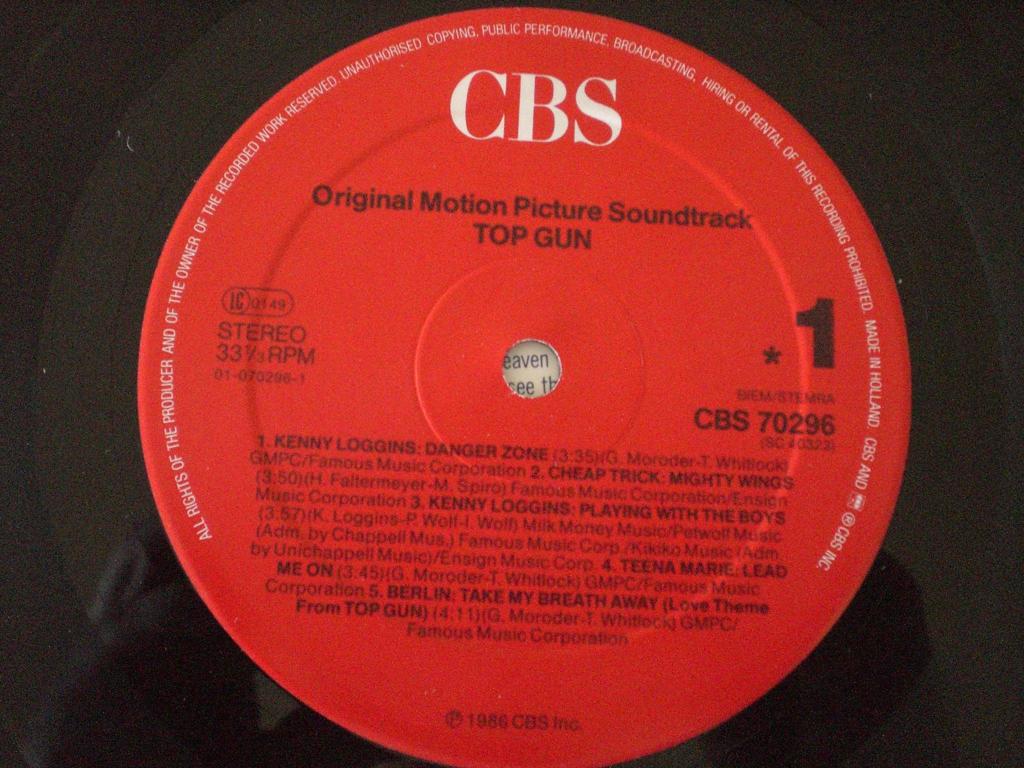 ALL RIGHTS OF THE PRODUCER AND OF THE OWNER OF THE RECORDED WORK RESERVED. UNAUTHORISED COPYING, PUBLIC PERFORMANCE, BROADCASTING, HIRING OR RENTAL OF THIS RECORDING PROHIBITED. MADE IN HOLLAND. CBS AND ℗ CBS INC.
CBS
Original Motion Picture Soundtrack
TOP GUN
LC 0149
STEREO
33⅓ RPM
01-070296-1
* 1
BIEM/STEMRA
CBS 70296
(SC 40323)
eaven
see th
1. KENNY LOGGINS: DANGER ZONE (3:35)(G. Moroder-T. Whitlock)
GMPC/Famous Music Corporation 2. CHEAP TRICK: MIGHTY WINGS
(3:50)(H. Faltermeyer-M. Spiro) Famous Music Corporation/Ensign
Music Corporation 3. KENNY LOGGINS: PLAYING WITH THE BOYS
(3:57)(K. Loggins-P. Wolf-I. Wolf) Milk Money Music/Petwolf Music
(Adm. by Chappell Mus.) Famous Music Corp./Kikiko Music (Adm.
by Unichappell Music)/Ensign Music Corp. 4. TEENA MARIE: LEAD
ME ON (3:45)(G. Moroder-T. Whitlock) GMPC/Famous Music
Corporation 5. BERLIN: TAKE MY BREATH AWAY (Love Theme
From TOP GUN) (4:11)(G. Moroder-T. Whitlock) GMPC/
Famous Music Corporation
℗ 1986 CBS Inc.